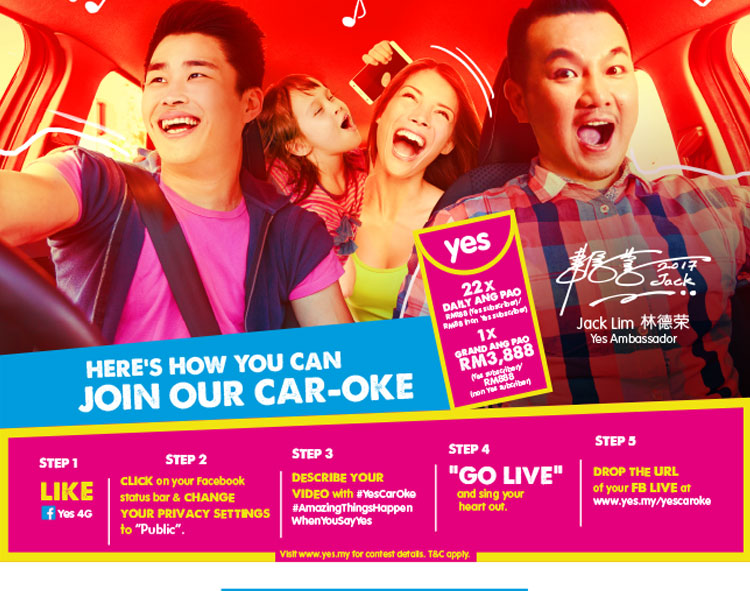 yes
22 X
DAILY ANG PAO
RM888 (Yes subscriber)/
RM88 (non Yes subscriber)
1X
GRAND ANG PAO
RM3,888
(Yes subscriber)/
RM888
(non Yes subcriber)
2017
Jack
Jack Lim 林德荣
Yes Ambassador
HERE'S HOW YOU CAN
JOIN OUR CAR-OKE
STEP 1
LIKE
f Yes 4G
STEP 2
CLICK on your Facebook
status bar & CHANGE
YOUR PRIVACY SETTINGS
to “Public”.
STEP 3
DESCRIBE YOUR
VIDEO with #YesCarOke
#AmazingThingsHappen
WhenYouSayYes
STEP 4
"GO LIVE"
and sing your
heart out.
STEP 5
DROP THE URL
of your FB LIVE at
www.yes.my/yescaroke
Visit www.yes.my for contest details. T&C apply.